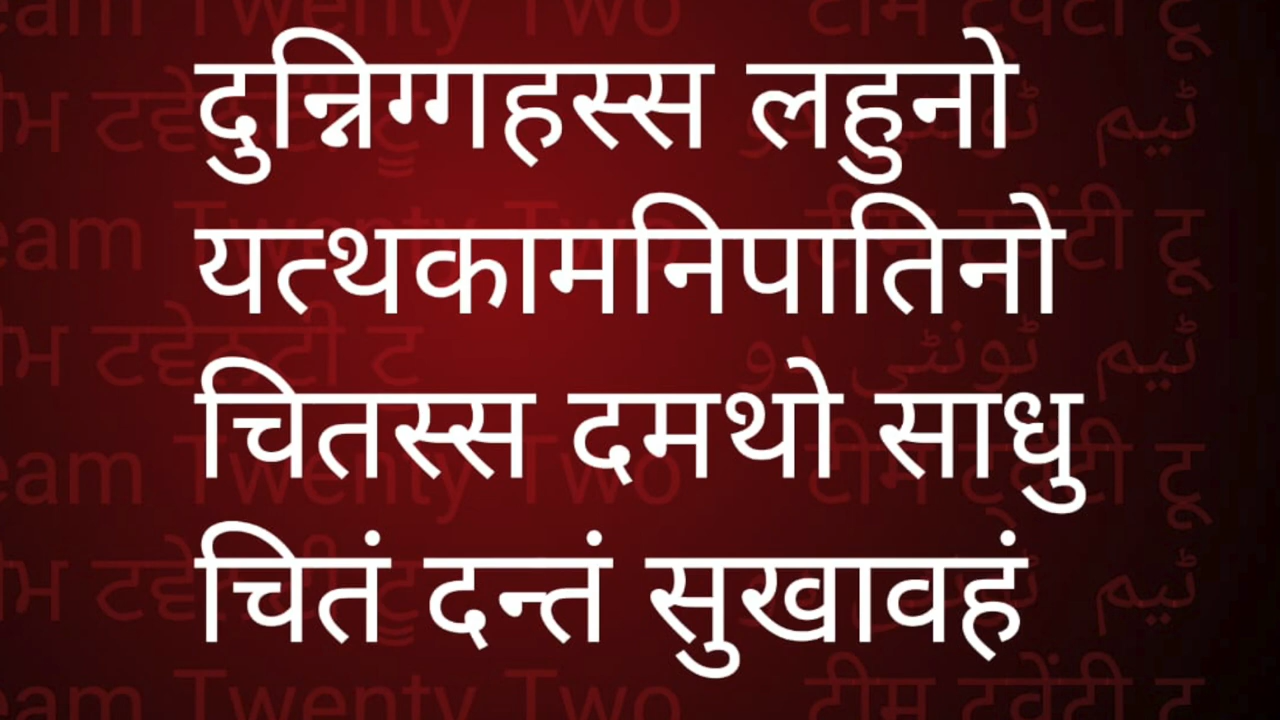 दुन्निग्गहस्स लहुनो
यत्थकामनिपातिनो
चितस्स दमथो साधु
चितं दन्तं सुखावहं